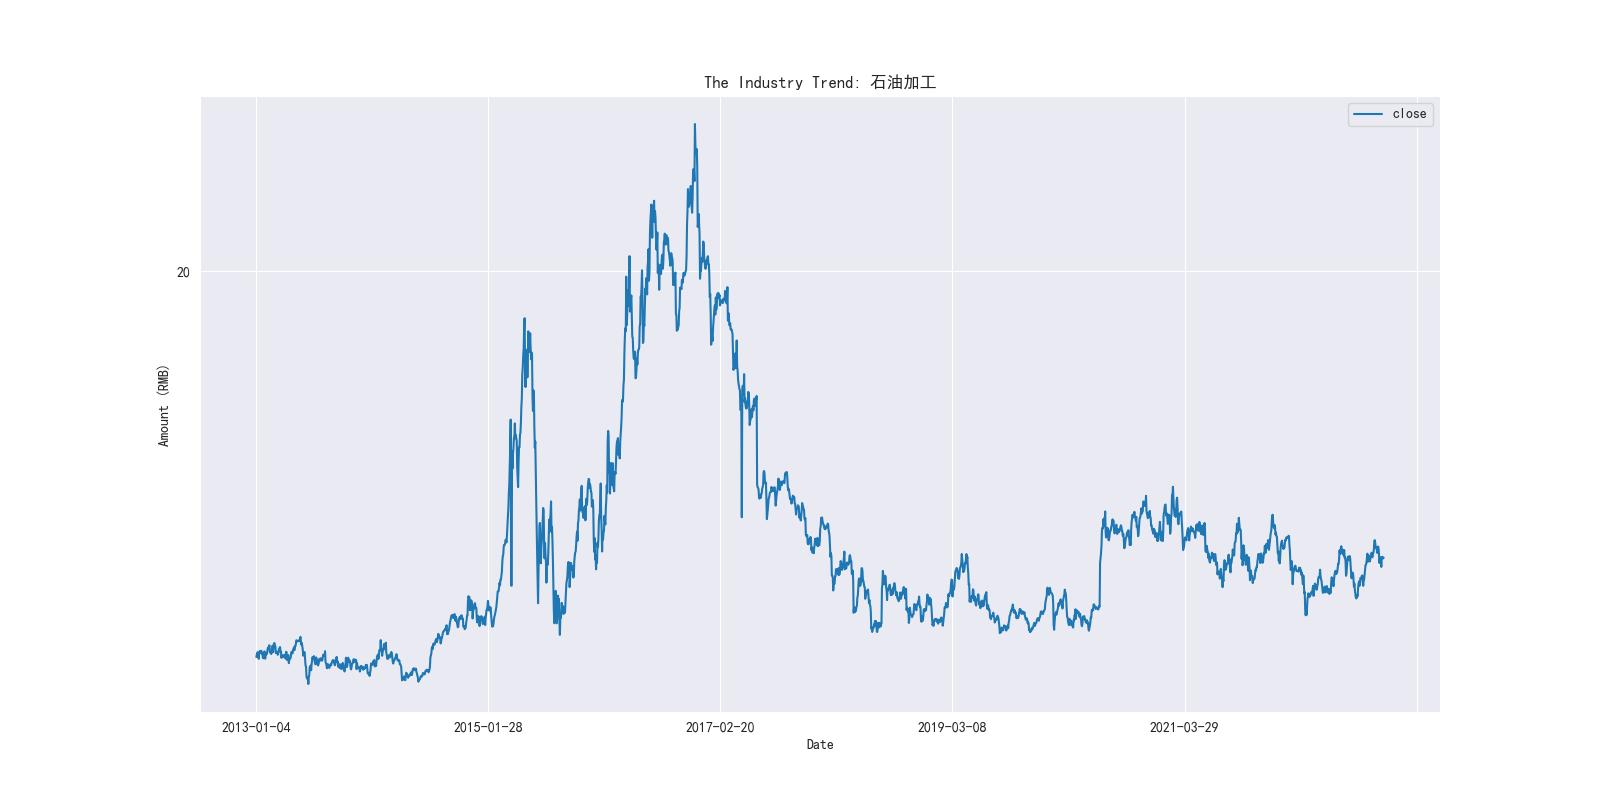 The Industry Trend: 石油加工
close
20
Amount (RMB)
2013-01-04
2015-01-28
2017-02-20
2019-03-08
2021-03-29
Date